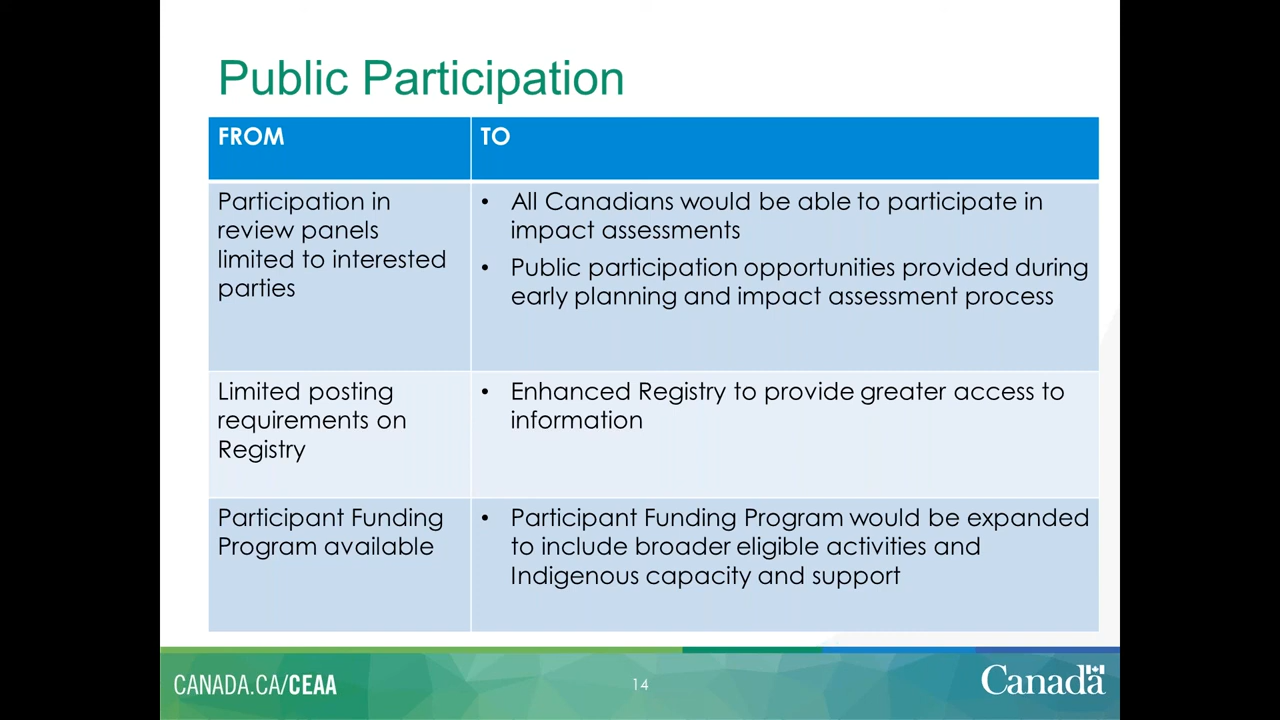 Public Participation
FROM
TO
Participation in
review panels
limited to interested
parties
• All Canadians would be able to participate in
impact assessments
• Public participation opportunities provided during
early planning and impact assessment process
Limited posting
requirements on
Registry
• Enhanced Registry to provide greater access to
information
Participant Funding
Program available
• Participant Funding Program would be expanded
to include broader eligible activities and
Indigenous capacity and support
CANADA.CA/CEAA
14
Canada